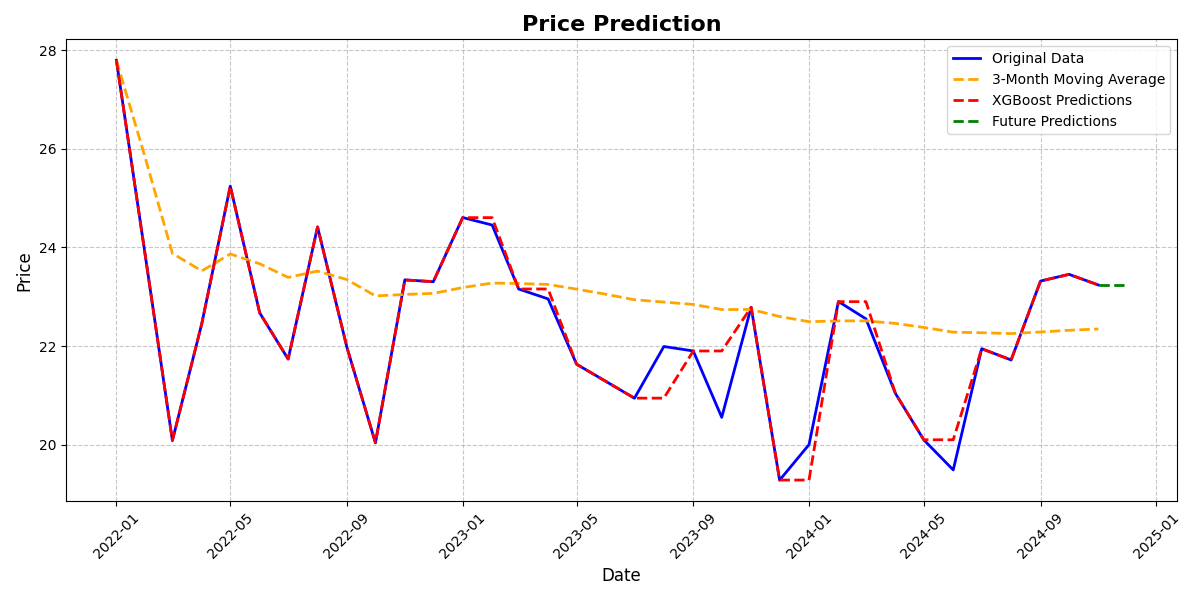 Price Prediction
Original Data
3-Month Moving Average
XGBoost Predictions
Future Predictions
Price
28
26
24
22
20
2022-01
2022-05
2022-09
2023-01
2023-05
2023-09
2024-01
2024-05
2024-09
2025-01
Date